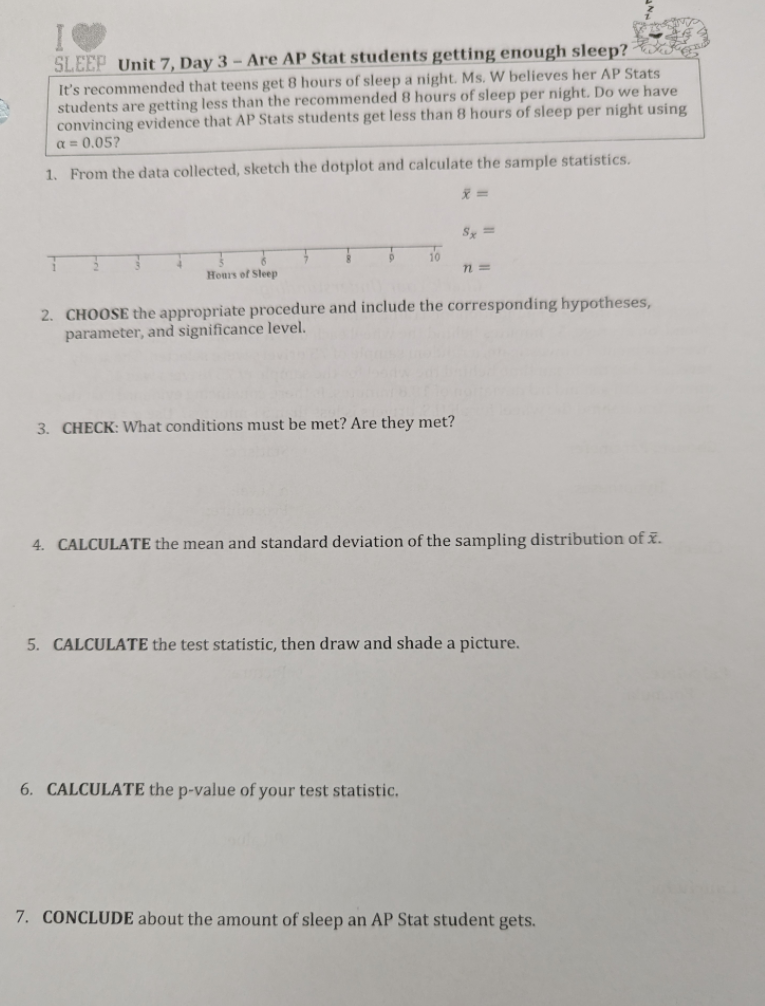 I
SLEEP Unit 7, Day 3 – Are AP Stat students getting enough sleep?
It's recommended that teens get 8 hours of sleep a night. Ms. W believes her AP Stats
students are getting less than the recommended 8 hours of sleep per night. Do we have
convincing evidence that AP Stats students get less than 8 hours of sleep per night using
α = 0.05?
1. From the data collected, sketch the dotplot and calculate the sample statistics.
x̄ =
sₓ =
1 2 3 4 5 6 7 8 9 10
Hours of Sleep
n =
2. CHOOSE the appropriate procedure and include the corresponding hypotheses,
parameter, and significance level.
3. CHECK: What conditions must be met? Are they met?
4. CALCULATE the mean and standard deviation of the sampling distribution of x̄.
5. CALCULATE the test statistic, then draw and shade a picture.
6. CALCULATE the p-value of your test statistic.
7. CONCLUDE about the amount of sleep an AP Stat student gets.